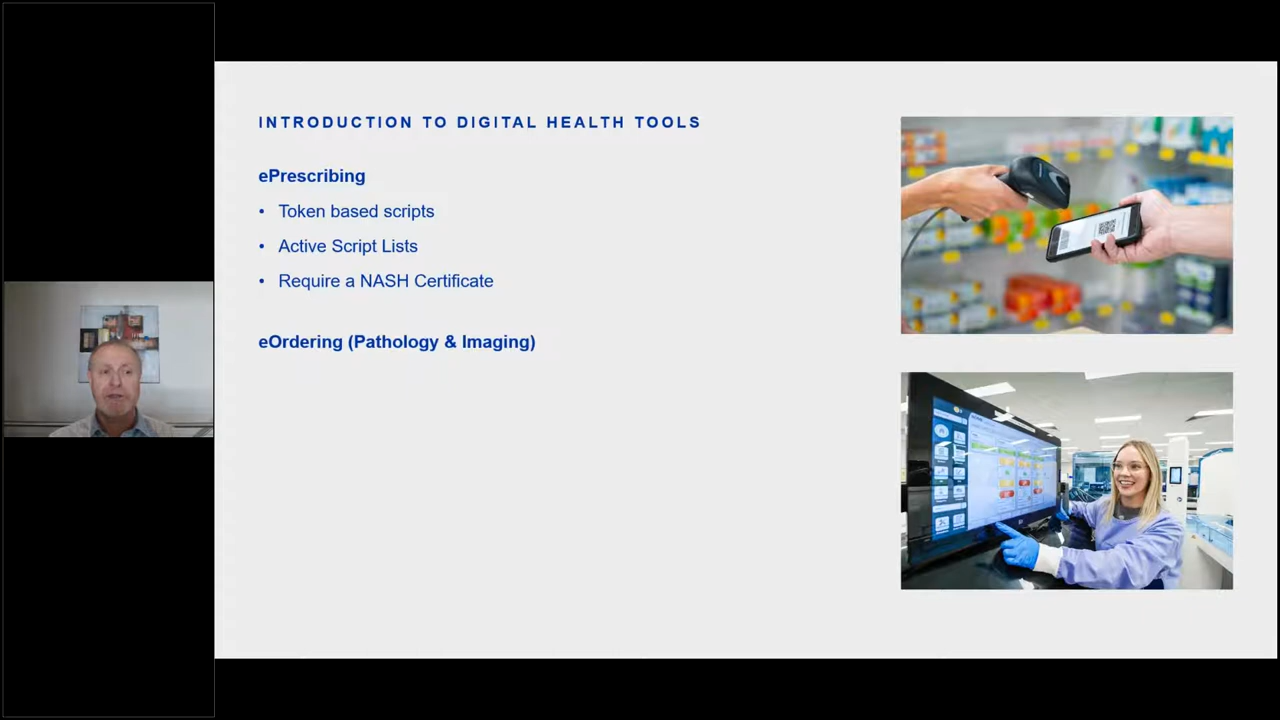 INTRODUCTION TO DIGITAL HEALTH TOOLS
ePrescribing
• Token based scripts
• Active Script Lists
• Require a NASH Certificate
eOrdering (Pathology & Imaging)